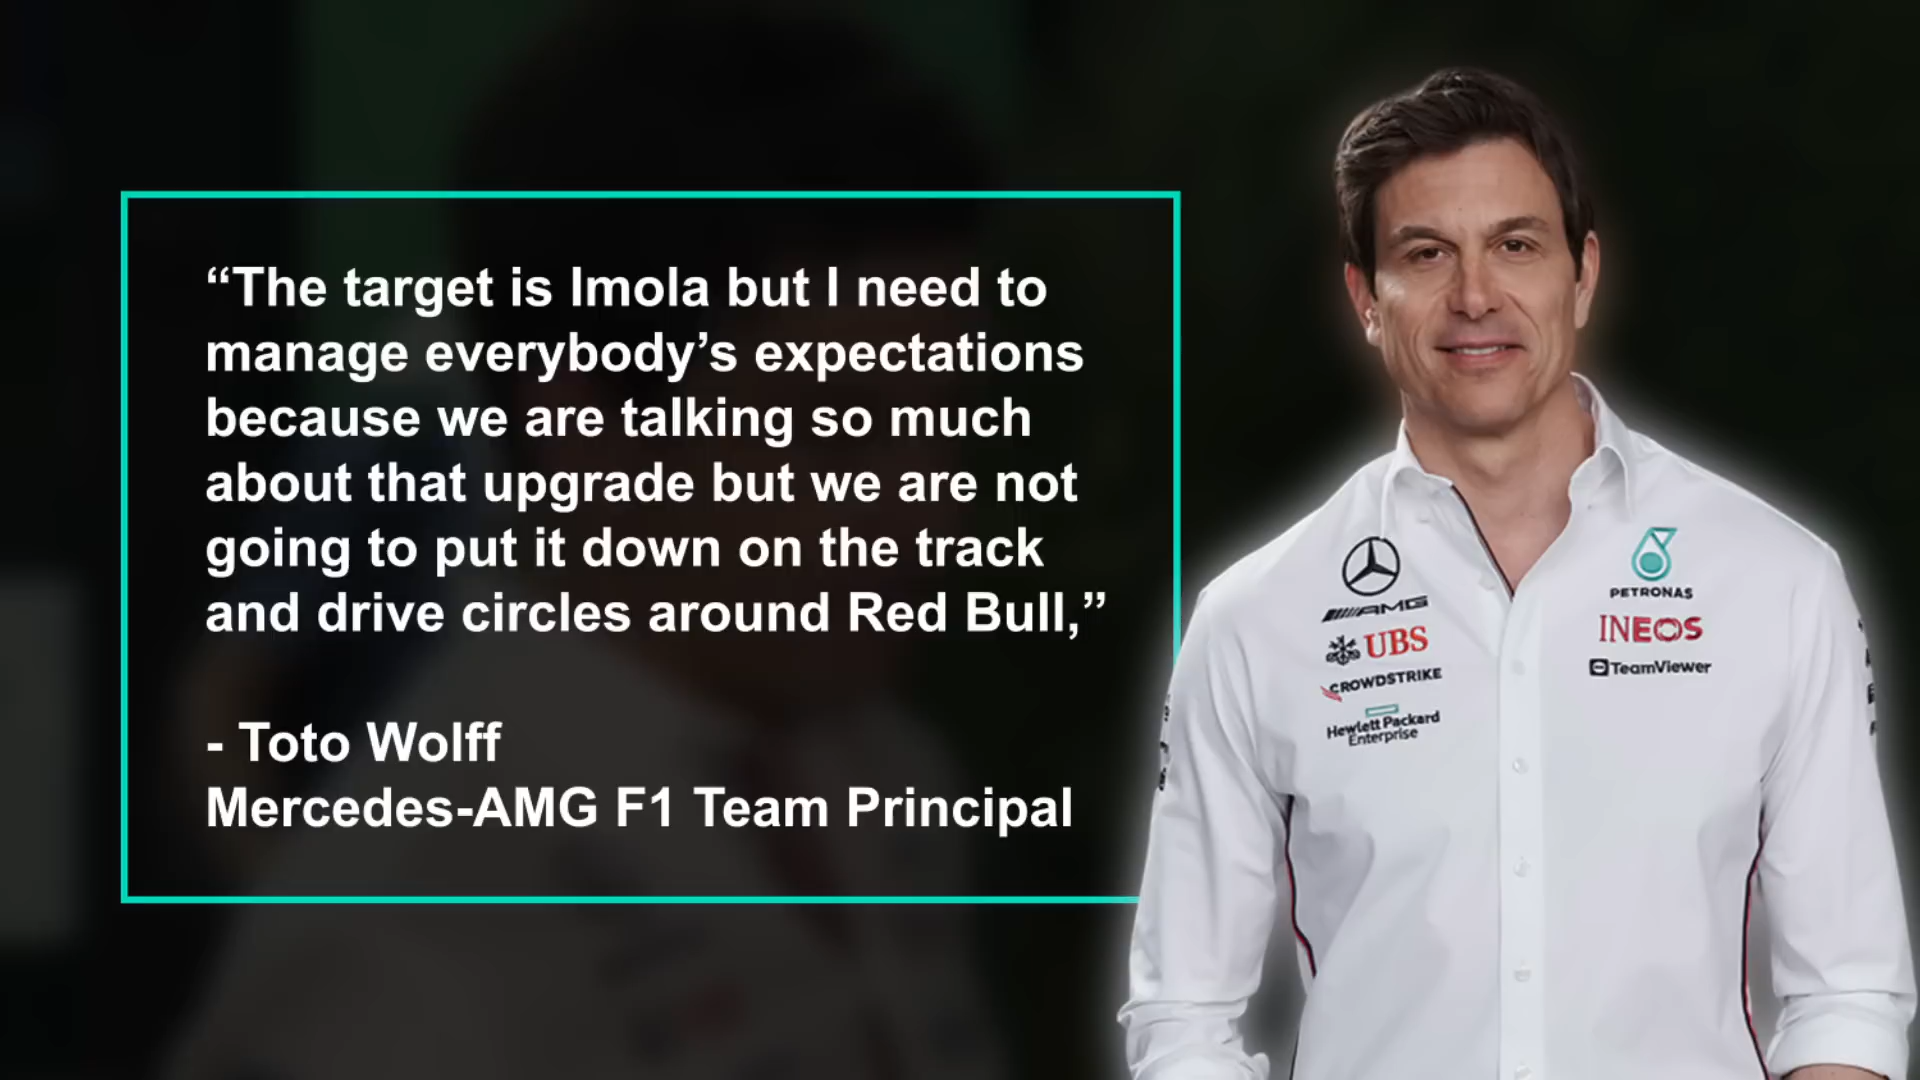 “The target is Imola but I need to
manage everybody’s expectations
because we are talking so much
about that upgrade but we are not
going to put it down on the track
and drive circles around Red Bull,”
- Toto Wolff
Mercedes-AMG F1 Team Principal
AMG
UBS
CROWDSTRIKE
Hewlett Packard
Enterprise
PETRONAS
INEOS
TeamViewer